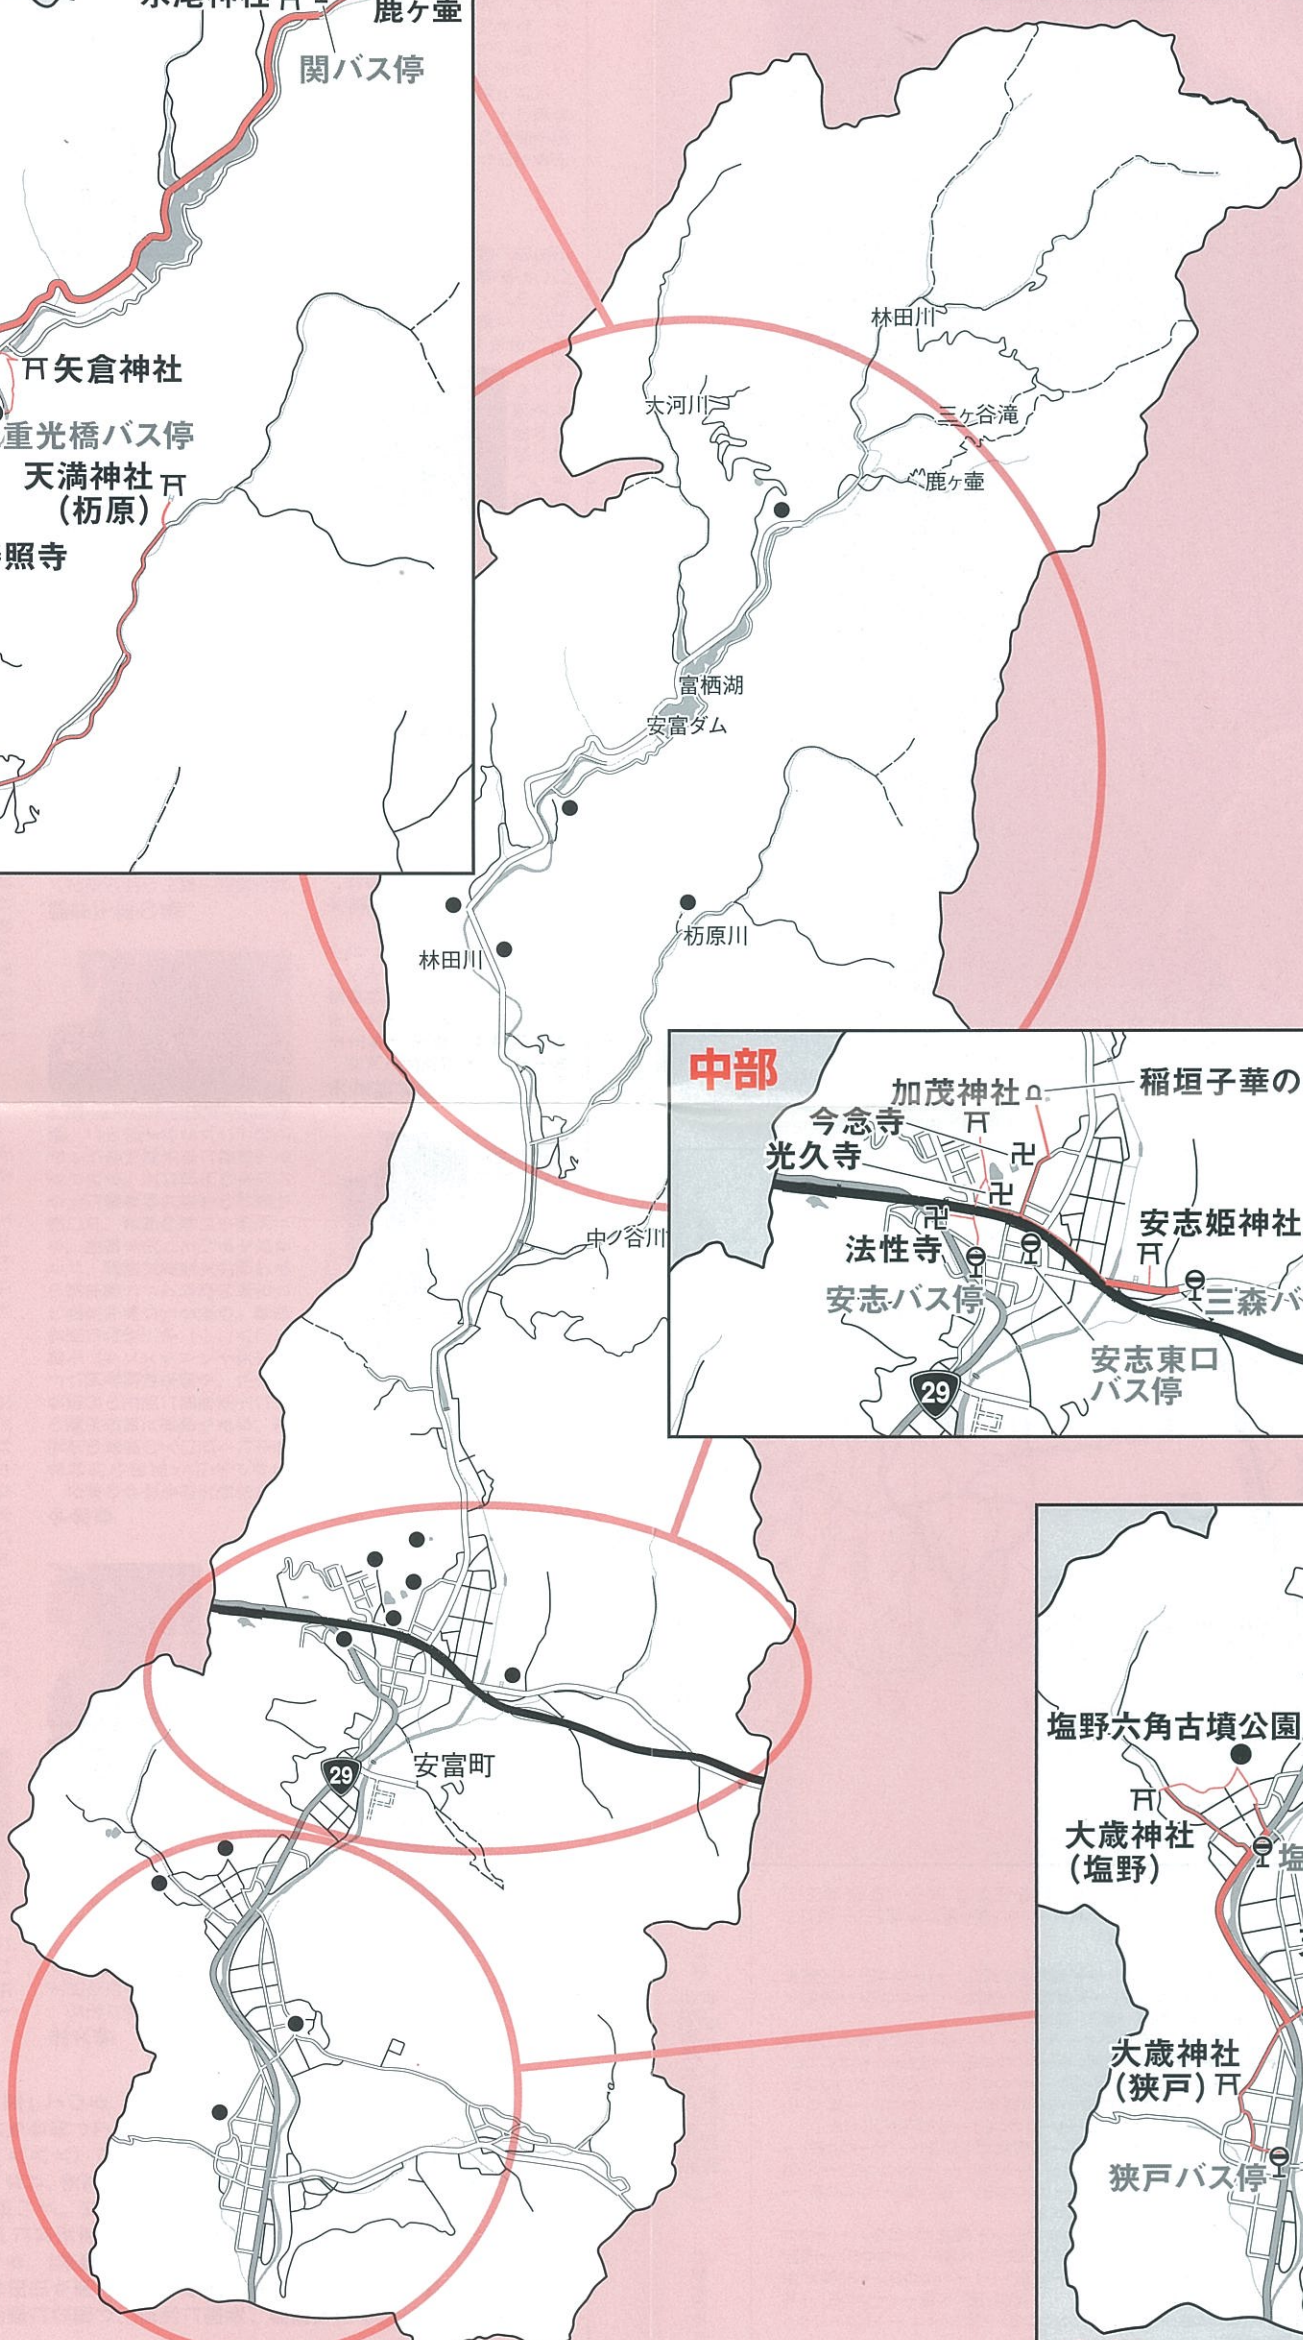 鹿ヶ壷
関バス停
矢倉神社
重光橋バス停
天満神社
(栃原)
照寺
林田川
大河川
三ヶ谷滝
鹿ヶ壷
富栖湖
安富ダム
林田川
栃原川
中ノ谷川
中部
加茂神社
稲垣子華の
今念寺
光久寺
安志姫神社
法性寺
安志バス停
三森バ
安志東口
バス停
29
29
安富町
塩野六角古墳公園
大歳神社
(塩野)
塩
大歳神社
(狭戸)
狭戸バス停